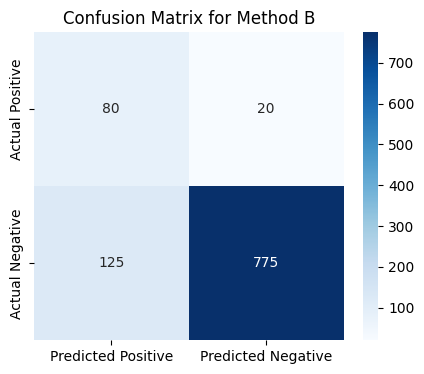 Confusion Matrix for Method B
Actual Positive
80
20
Actual Negative
125
775
Predicted Positive
Predicted Negative
700
600
500
400
300
200
100